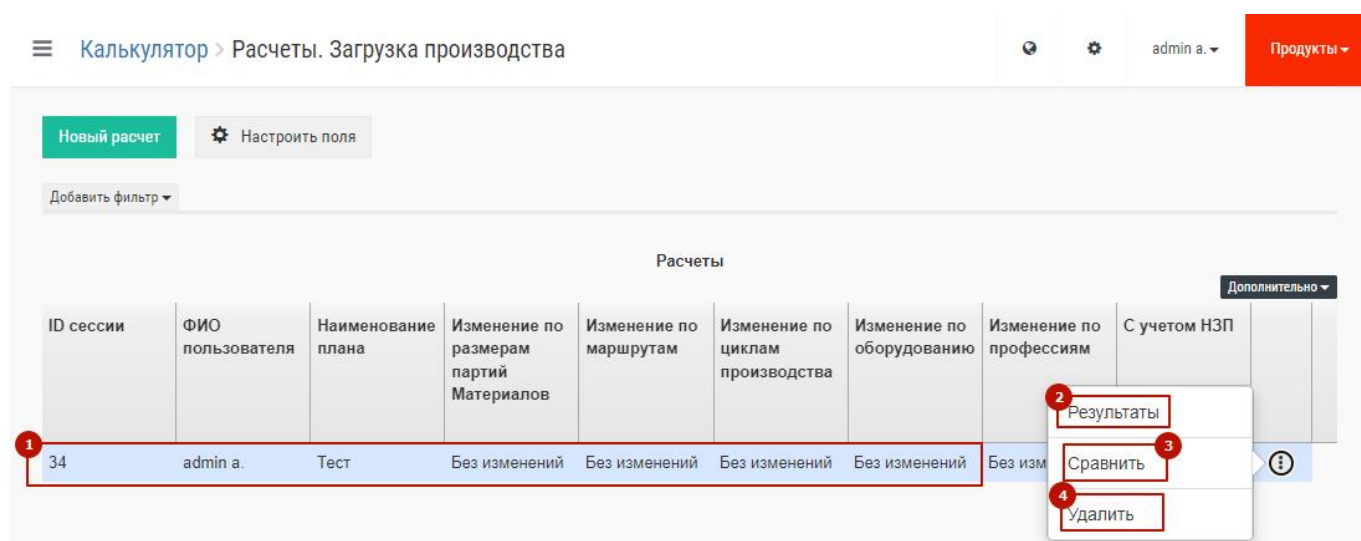 Калькулятор > Расчеты. Загрузка производства
admin a.
Продукты
Новый расчет
Настроить поля
Добавить фильтр
Расчеты
Дополнительно
ID сессии
ФИО
пользователя
Наименование
плана
Изменение по
размерам
партий
Материалов
Изменение по
маршрутам
Изменение по
циклам
производства
Изменение по
оборудованию
Изменение по
профессиям
С учетом НЗП
1
34
admin a.
Тест
Без изменений
Без изменений
Без изменений
Без изменений
Без изм
2
Результаты
3
Сравнить
4
Удалить